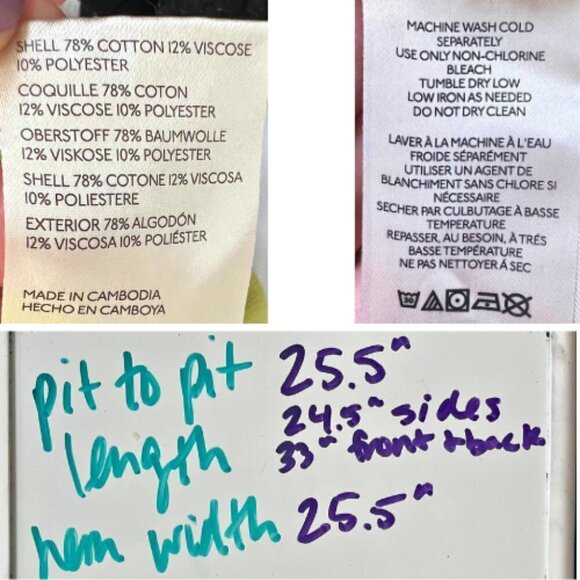 SHELL 78% COTTON 12% VISCOSE
10% POLYESTER
COQUILLE 78% COTON
12% VISCOSE 10% POLYESTER
OBERSTOFF 78% BAUMWOLLE
12% VISKOSE 10% POLYESTER
SHELL 78% COTONE 12% VISCOSA
10% POLIESTERE
EXTERIOR 78% ALGODÓN
12% VISCOSA 10% POLIÉSTER
MADE IN CAMBODIA
HECHO EN CAMBOYA
MACHINE WASH COLD
SEPARATELY
USE ONLY NON-CHLORINE
BLEACH
TUMBLE DRY LOW
LOW IRON AS NEEDED
DO NOT DRY CLEAN
LAVER À LA MACHINE À L'EAU
FROIDE SÉPARÉMENT
UTILISER UN AGENT DE
BLANCHIMENT SANS CHLORE SI
NÉCESSAIRE
SECHER PAR CULBUTAGE À BASSE
TEMPERATURE
REPASSER, AU BESOIN, À TRÉS
BASSE TEMPÉRATURE
NE PAS NETTOYER Á SEC
pit to pit 25.5"
length 24.5" sides
33" front + back
hem width 25.5"